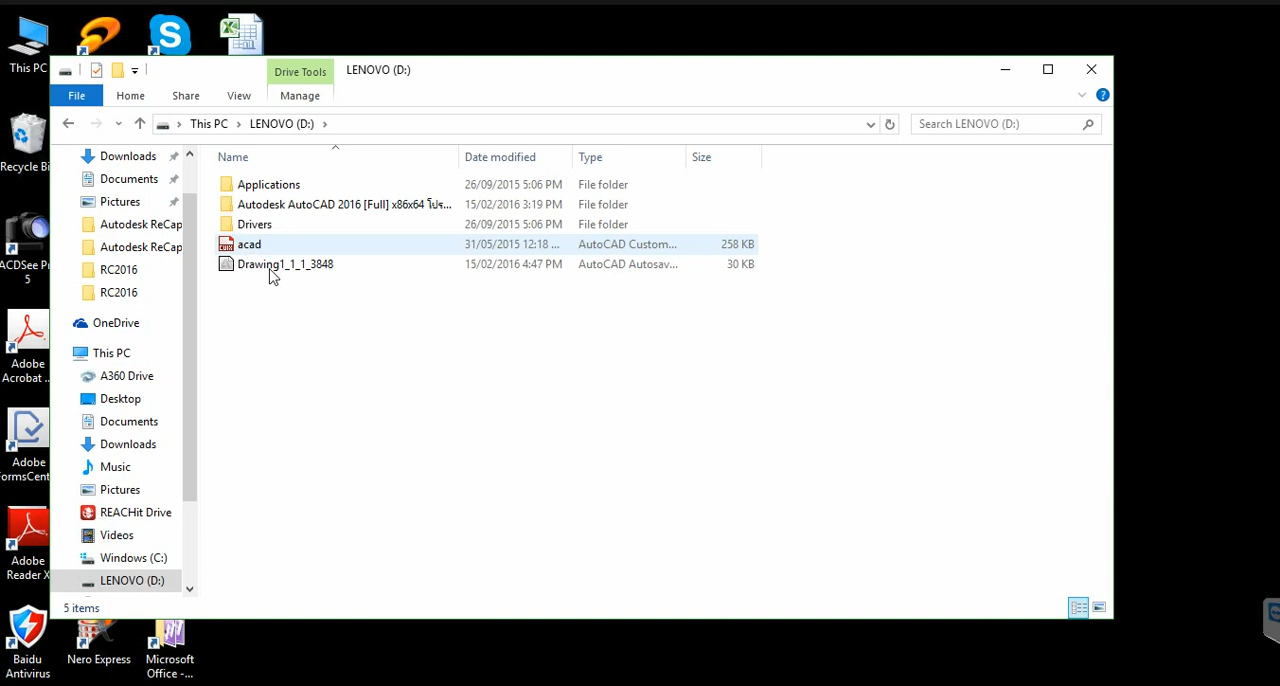 This PC
Recycle Bi
ACDSee Pr
5
Adobe
Acrobat ..
Adobe
FormsCent
Adobe
Reader X
Baidu
Antivirus
Nero Express
Microsoft
Office -...
Drive Tools
LENOVO (D:)
File
Home
Share
View
Manage
This PC
LENOVO (D:)
Search LENOVO (D:)
Downloads
Documents
Pictures
Autodesk ReCap
Autodesk ReCap
RC2016
RC2016
OneDrive
This PC
A360 Drive
Desktop
Documents
Downloads
Music
Pictures
REACHit Drive
Videos
Windows (C:)
LENOVO (D:)
Name Date modified Type Size
Applications 26/09/2015 5:06 PM File folder
Autodesk AutoCAD 2016 [Full] x86x64 โปร... 15/02/2016 3:19 PM File folder
Drivers 26/09/2015 5:06 PM File folder
acad 31/05/2015 12:18 ... AutoCAD Custom... 258 KB
Drawing1_1_1_3848 15/02/2016 4:47 PM AutoCAD Autosav... 30 KB
5 items